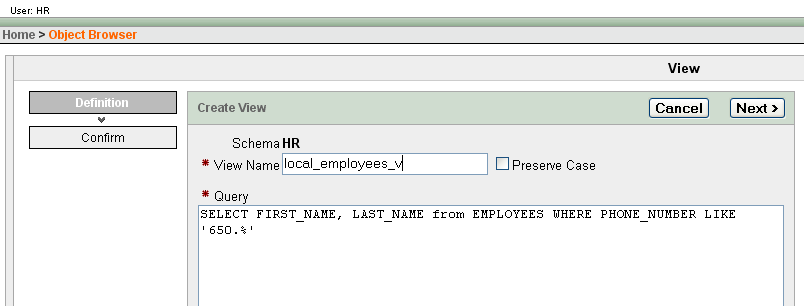 User: HR
Home > Object Browser
View
Definition
Confirm
Create View
Cancel
Next >
Schema HR
* View Name local_employees_v
Preserve Case
* Query
SELECT FIRST_NAME, LAST_NAME from EMPLOYEES WHERE PHONE_NUMBER LIKE
'650.%'